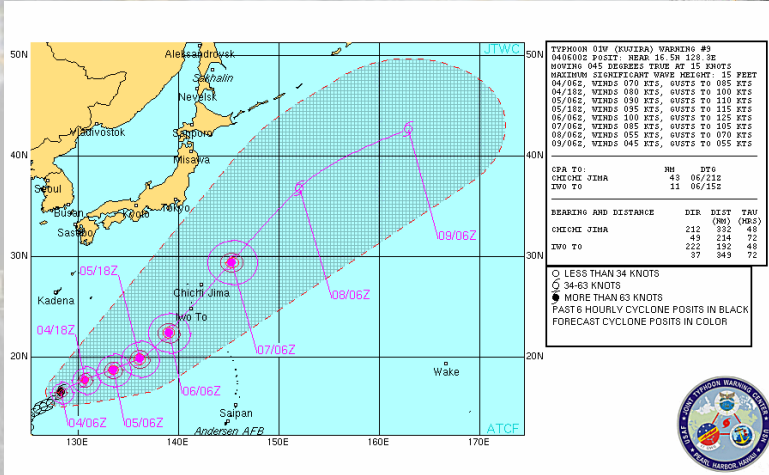 50N
40N
30N
20N
JTWC
50N
40N
30N
20N
ATCF
130E
140E
150E
160E
170E
Aleksandrovsk
Sakhalin
Nevelsk
Vladivostok
Sapporo
Misawa
Seoul
Busan
Kyoto
Tokyo
Sasebo
Kadena
Chichi Jima
Iwo To
Wake
Saipan
Andersen AFB
04/06Z
04/18Z
05/06Z
05/18Z
06/06Z
07/06Z
08/06Z
09/06Z
TYPHOON 01W (KUJIRA) WARNING #9
040600Z POSIT: NEAR 16.5N 128.3E
MOVING 045 DEGREES TRUE AT 15 KNOTS
MAXIMUM SIGNIFICANT WAVE HEIGHT: 15 FEET
04/06Z, WINDS 070 KTS, GUSTS TO 085 KTS
04/18Z, WINDS 080 KTS, GUSTS TO 100 KTS
05/06Z, WINDS 090 KTS, GUSTS TO 110 KTS
05/18Z, WINDS 095 KTS, GUSTS TO 115 KTS
06/06Z, WINDS 100 KTS, GUSTS TO 125 KTS
07/06Z, WINDS 085 KTS, GUSTS TO 105 KTS
08/06Z, WINDS 055 KTS, GUSTS TO 070 KTS
09/06Z, WINDS 045 KTS, GUSTS TO 055 KTS
CPA TO: NM DTG
CHICHI JIMA 43 06/21Z
IWO TO 11 06/15Z
BEARING AND DISTANCE DIR DIST TAU
(NM) (HRS)
CHICHI JIMA 212 332 48
49 214 72
IWO TO 222 192 48
37 349 72
LESS THAN 34 KNOTS
34-63 KNOTS
MORE THAN 63 KNOTS
PAST 6 HOURLY CYCLONE POSITS IN BLACK
FORECAST CYCLONE POSITS IN COLOR
JOINT TYPHOON WARNING CENTER
USAF
USN
PEARL HARBOR, HAWAII